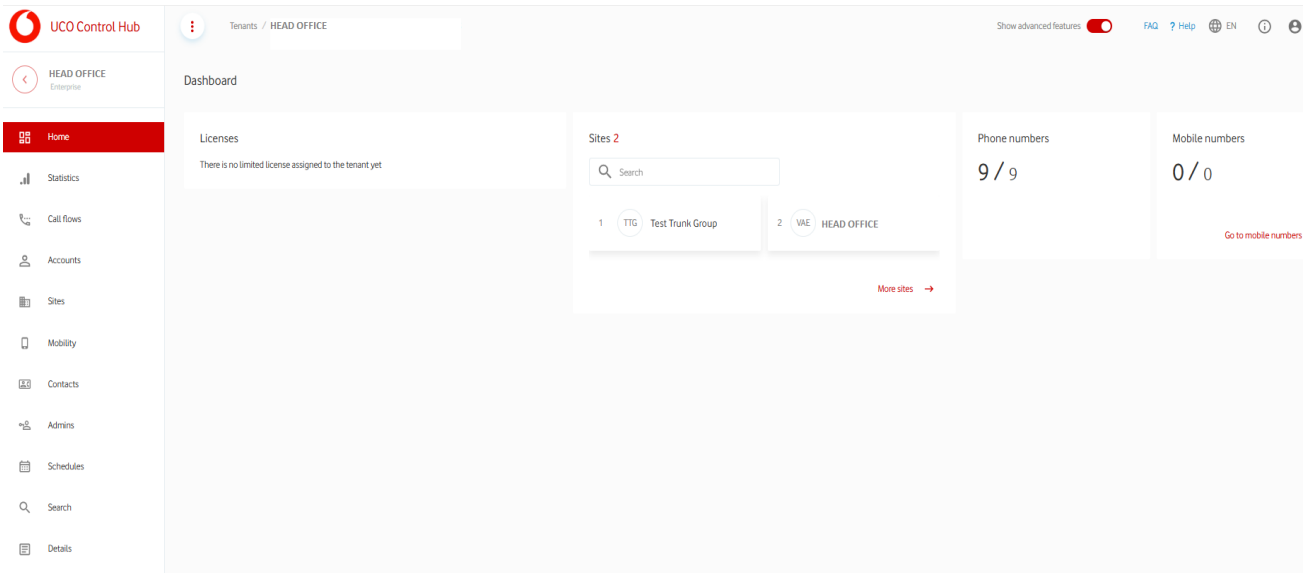 UCO Control Hub
Tenants / HEAD OFFICE
Show advanced features
FAQ ? Help EN
HEAD OFFICE
Enterprise
Dashboard
Home
Statistics
Call flows
Accounts
Sites
Mobility
Contacts
Admins
Schedules
Search
Details
Licenses
There is no limited license assigned to the tenant yet
Sites 2
Search
1 TTG Test Trunk Group
2 VAE HEAD OFFICE
More sites →
Phone numbers
9 / 9
Mobile numbers
0 / 0
Go to mobile numbers